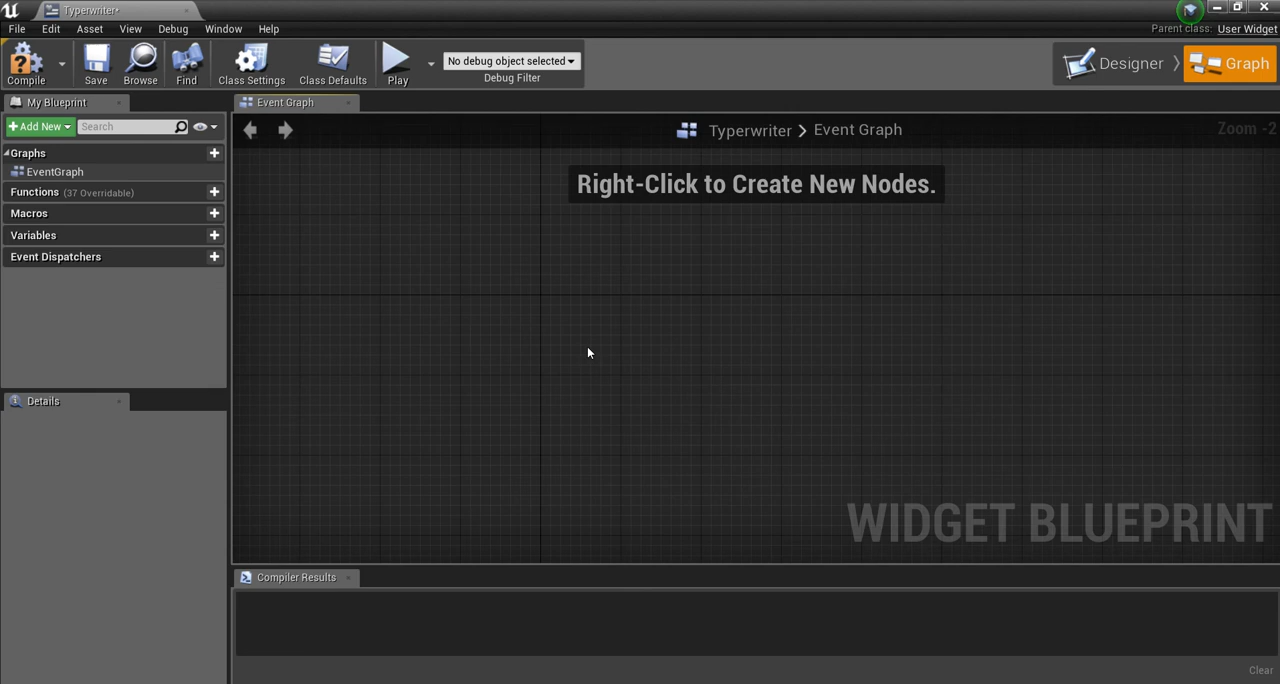 Typewriter*
File Edit Asset View Debug Window Help
Parent class: User Widget
Compile Save Browse Find Class Settings Class Defaults Play
No debug object selected
Debug Filter
Designer Graph
My Blueprint
Event Graph
Add New Search
Typewriter > Event Graph
Zoom -2
Graphs
EventGraph
Functions (37 Overridable)
Macros
Variables
Event Dispatchers
Right-Click to Create New Nodes.
Details
WIDGET BLUEPRINT
Compiler Results
Clear